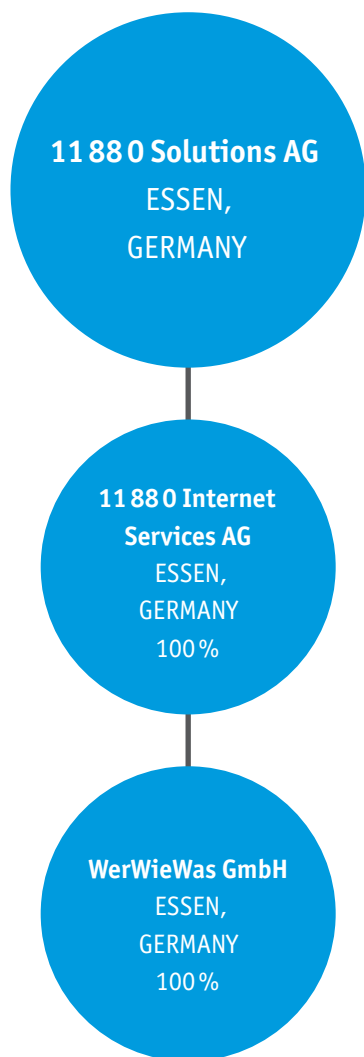 11 88 0 Solutions AG
ESSEN,
GERMANY
11 88 0 Internet
Services AG
ESSEN,
GERMANY
100 %
WerWieWas GmbH
ESSEN,
GERMANY
100 %